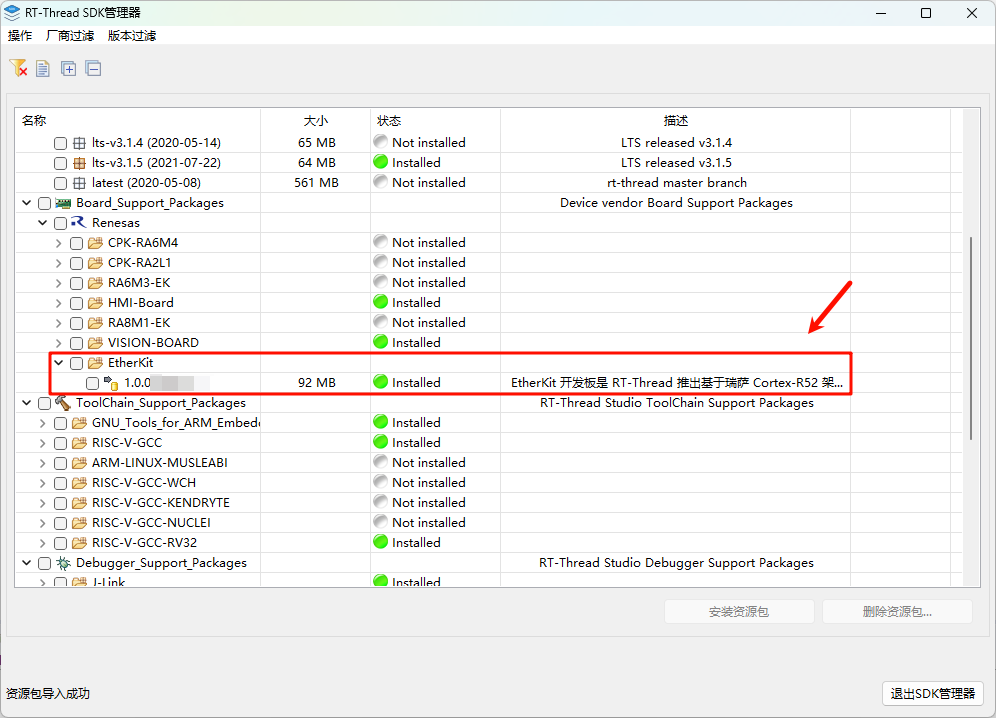 RT-Thread SDK管理器
操作 厂商过滤 版本过滤
名称 大小 状态 描述
lts-v3.1.4 (2020-05-14) 65 MB Not installed LTS released v3.1.4
lts-v3.1.5 (2021-07-22) 64 MB Installed LTS released v3.1.5
latest (2020-05-08) 561 MB Not installed rt-thread master branch
Board_Support_Packages Device vendor Board Support Packages
Renesas
CPK-RA6M4 Not installed
CPK-RA2L1 Not installed
RA6M3-EK Not installed
HMI-Board Installed
RA8M1-EK Not installed
VISION-BOARD Installed
EtherKit
1.0.0 92 MB Installed EtherKit 开发板是 RT-Thread 推出基于瑞萨 Cortex-R52 架...
ToolChain_Support_Packages RT-Thread Studio ToolChain Support Packages
GNU_Tools_for_ARM_Embed Installed
RISC-V-GCC Installed
ARM-LINUX-MUSLEABI Not installed
RISC-V-GCC-WCH Not installed
RISC-V-GCC-KENDRYTE Not installed
RISC-V-GCC-NUCLEI Not installed
RISC-V-GCC-RV32 Installed
Debugger_Support_Packages RT-Thread Studio Debugger Support Packages
J-Link Installed
安装资源包 删除资源包...
资源包导入成功 退出SDK管理器